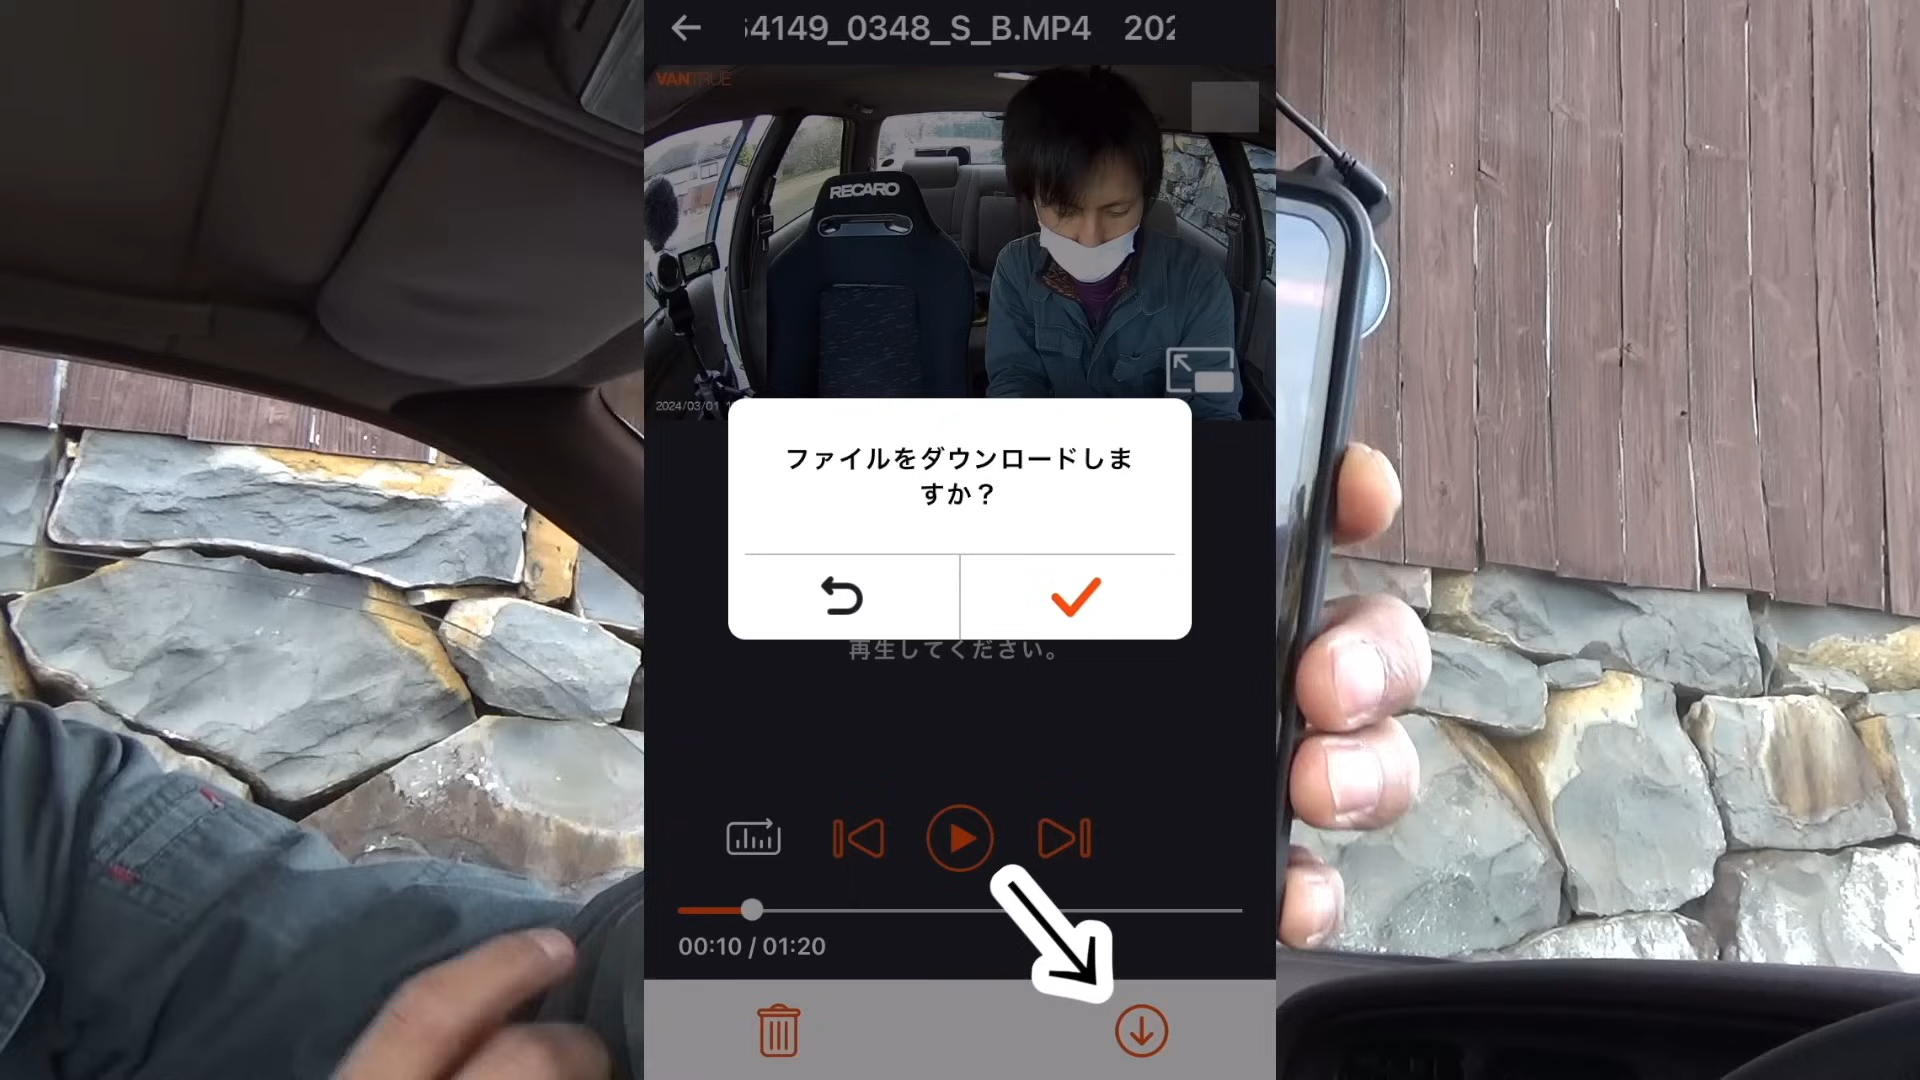 64149_0348_S_B.MP4 202
VANTRUE
RECARO
2024/03/01
ファイルをダウンロードしま
すか？
再生してください。
00:10 / 01:20